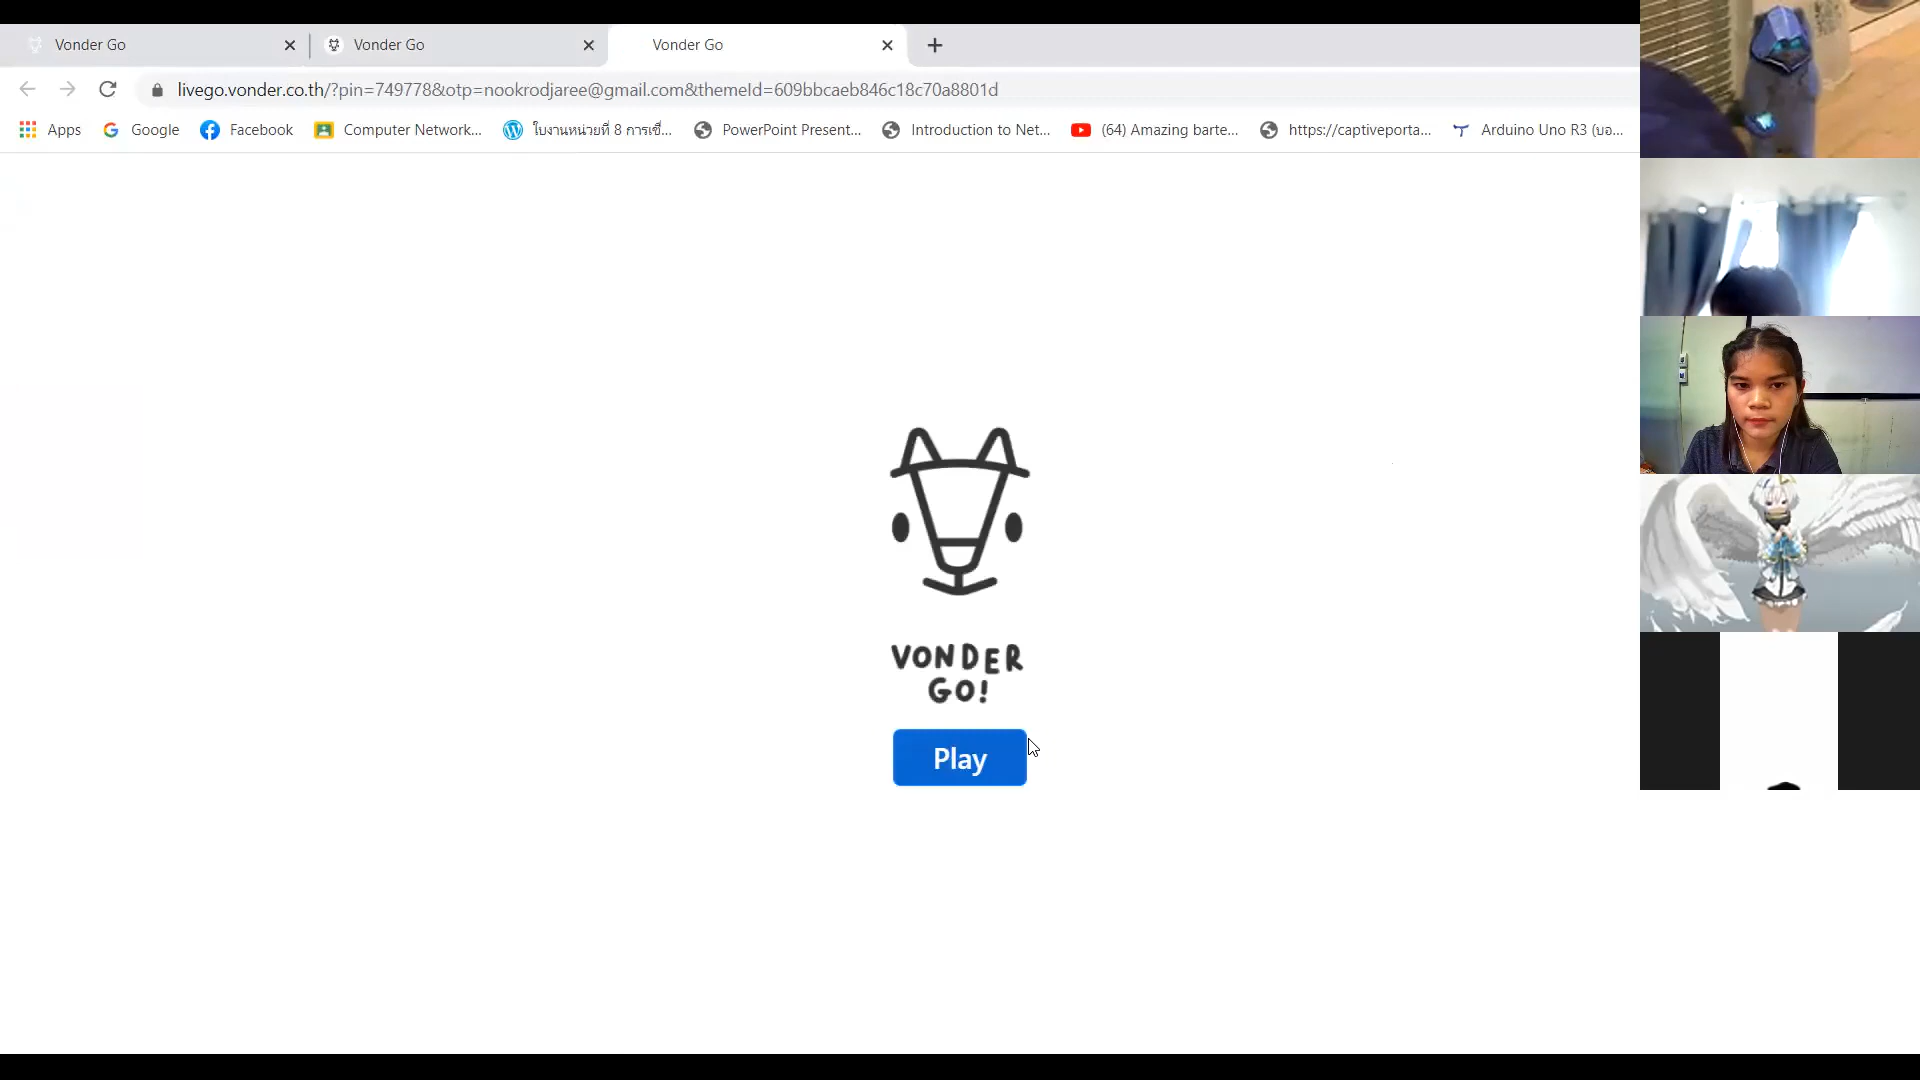 Vonder Go
Vonder Go
Vonder Go
livego.vonder.co.th/?pin=749778&otp=nookrodjaree@gmail.com&themeId=609bbcaeb846c18c70a8801d
Apps Google Facebook Computer Network... ใบงานหน่วยที่ 8 การเชื่... PowerPoint Present... Introduction to Net... (64) Amazing barte... https://captiveporta... Arduino Uno R3 (บอ...
VONDER
GO!
Play